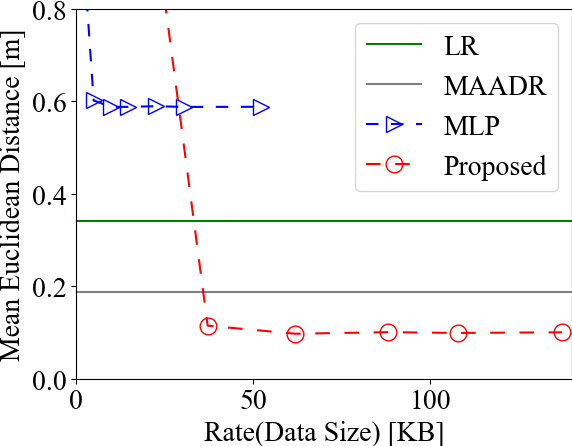 Mean Euclidean Distance [m]
0.8
0.6
0.4
0.2
0.0
0
50
100
Rate(Data Size) [KB]
LR
MAADR
MLP
Proposed